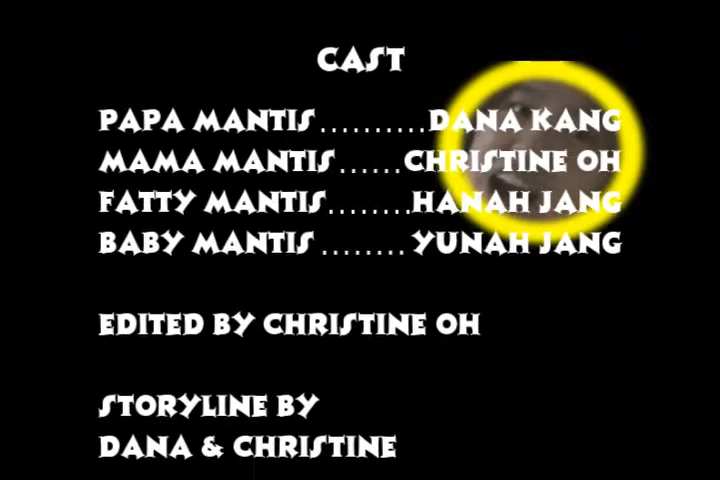 CAST
PAPA MANTIS ..........DANA KANG
MAMA MANTIS ......CHRISTINE OH
FATTY MANTIS........HANAH JANG
BABY MANTIS ........ YUNAH JANG
EDITED BY CHRISTINE OH
STORYLINE BY
DANA & CHRISTINE